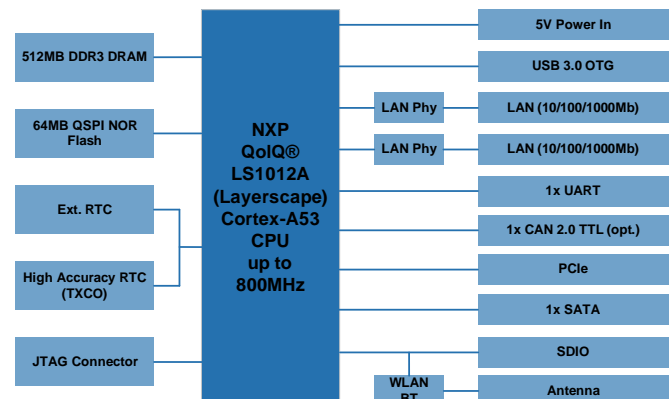 512MB DDR3 DRAM
64MB QSPI NOR
Flash
Ext. RTC
High Accuracy RTC
(TXCO)
JTAG Connector
NXP
QoIQ®
LS1012A
(Layerscape)
Cortex-A53
CPU
up to
800MHz
5V Power In
USB 3.0 OTG
LAN Phy
LAN (10/100/1000Mb)
LAN Phy
LAN (10/100/1000Mb)
1x UART
1x CAN 2.0 TTL (opt.)
PCIe
1x SATA
SDIO
WLAN
BT
Antenna